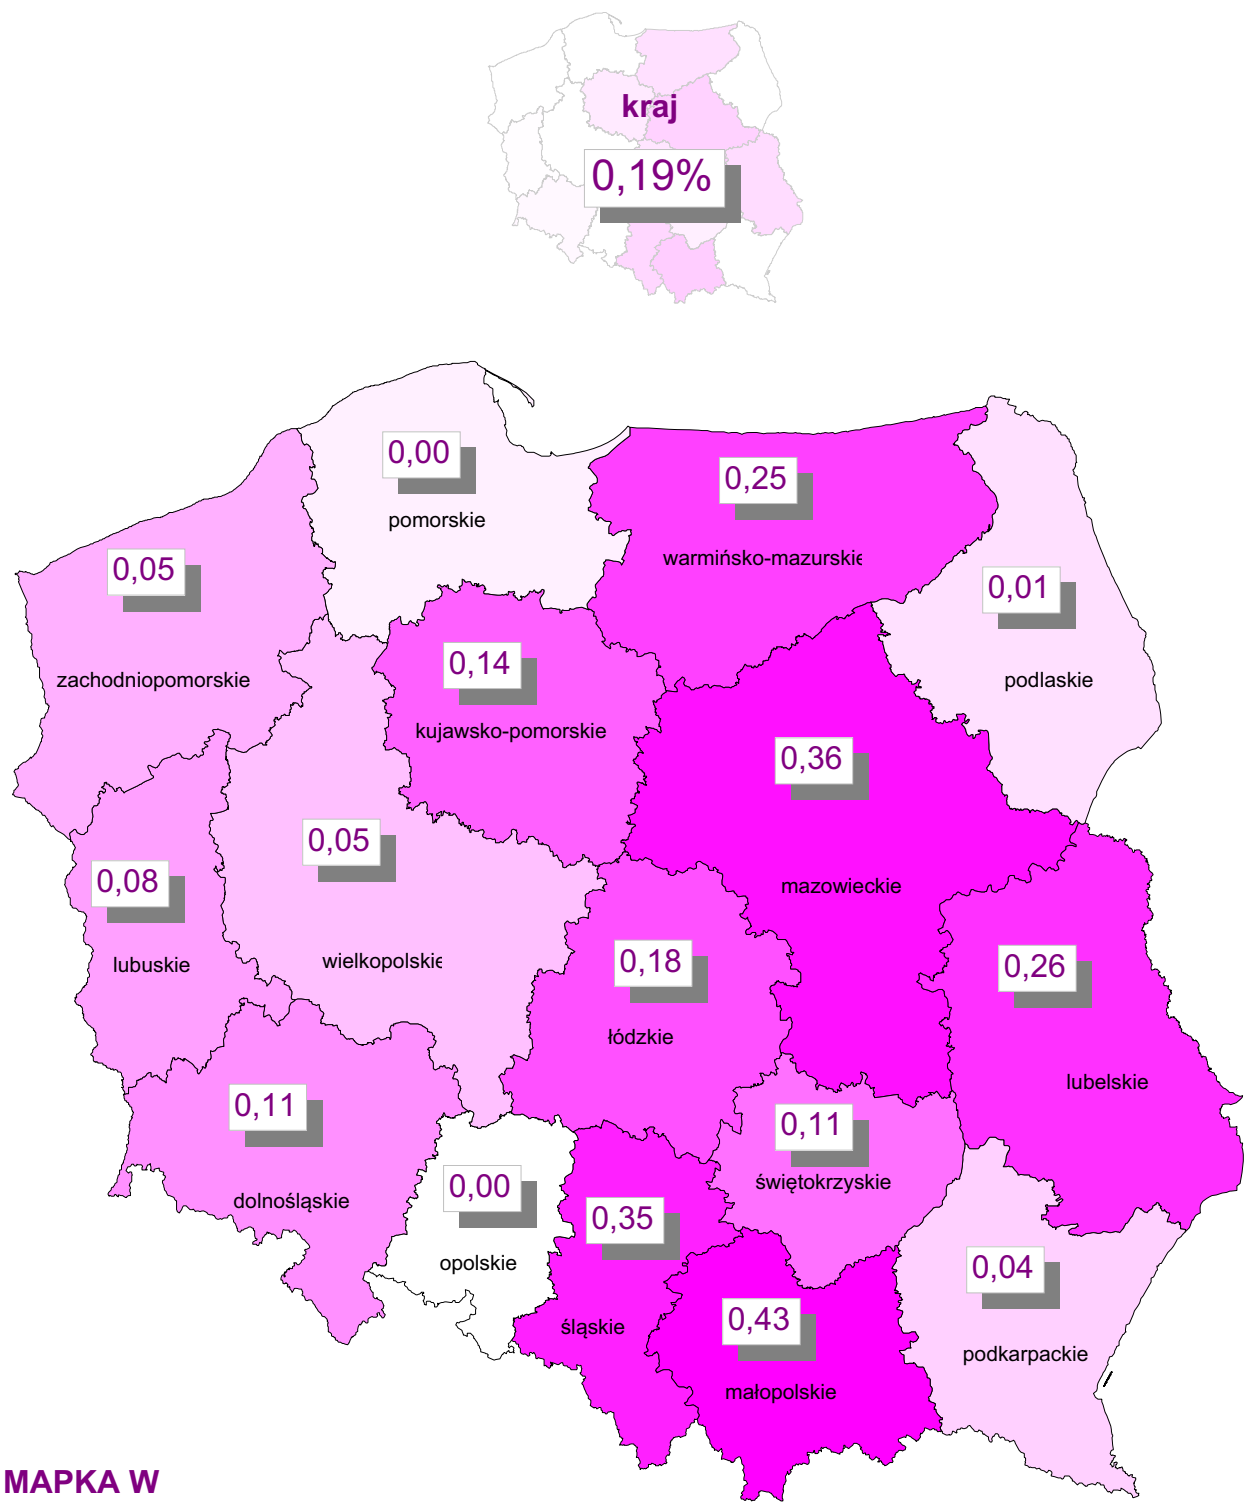 kraj
0,19%
0,00
pomorskie
0,25
warmińsko-mazurskie
0,05
zachodniopomorskie
0,01
podlaskie
0,14
kujawsko-pomorskie
0,36
mazowieckie
0,05
wielkopolskie
0,08
lubuskie
0,18
łódzkie
0,26
lubelskie
0,11
dolnośląskie
0,11
świętokrzyskie
0,00
opolskie
0,35
śląskie
0,04
podkarpackie
0,43
małopolskie
MAPKA W